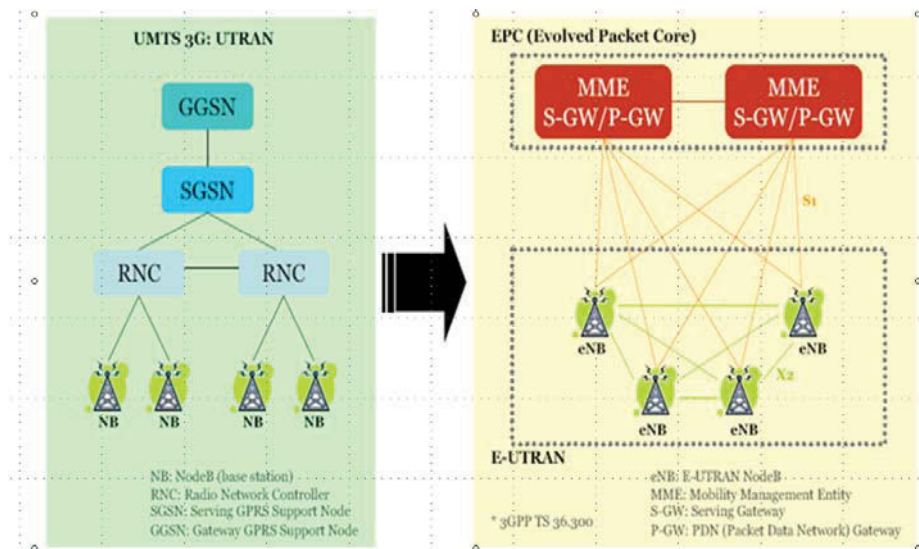 UMTS 3G: UTRAN
GGSN
SGSN
RNC
RNC
NB
NB
NB
NB
NB: NodeB (base station)
RNC: Radio Network Controller
SGSN: Serving GPRS Support Node
GGSN: Gateway GPRS Support Node
EPC (Evolved Packet Core)
MME
S-GW/P-GW
MME
S-GW/P-GW
S1
eNB
eNB
X2
eNB
eNB
E-UTRAN
* 3GPP TS 36.300
eNB: E-UTRAN NodeB
MME: Mobility Management Entity
S-GW: Serving Gateway
P-GW: PDN (Packet Data Network) Gateway